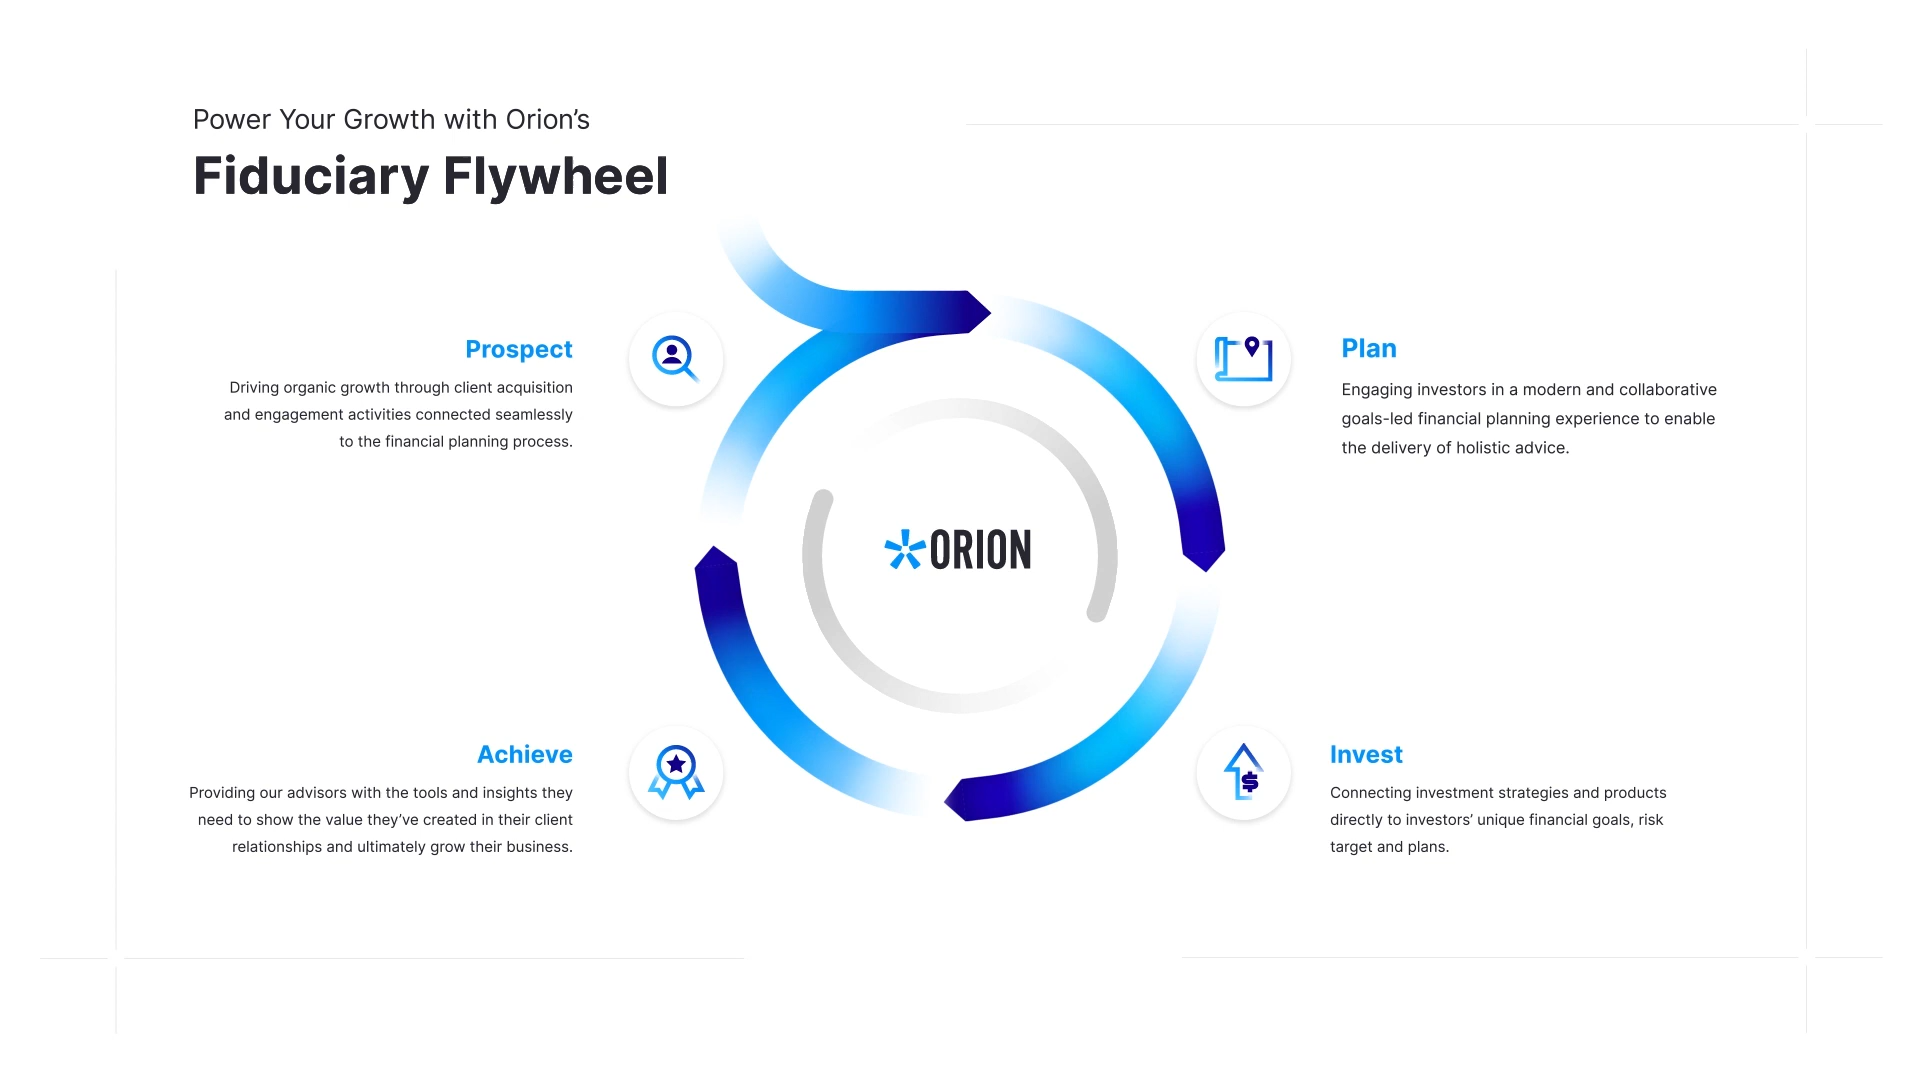 Power Your Growth with Orion’s
Fiduciary Flywheel
Prospect
Driving organic growth through client acquisition
and engagement activities connected seamlessly
to the financial planning process.
Plan
Engaging investors in a modern and collaborative
goals-led financial planning experience to enable
the delivery of holistic advice.
ORION
Achieve
Providing our advisors with the tools and insights they
need to show the value they’ve created in their client
relationships and ultimately grow their business.
Invest
$
Connecting investment strategies and products
directly to investors’ unique financial goals, risk
target and plans.